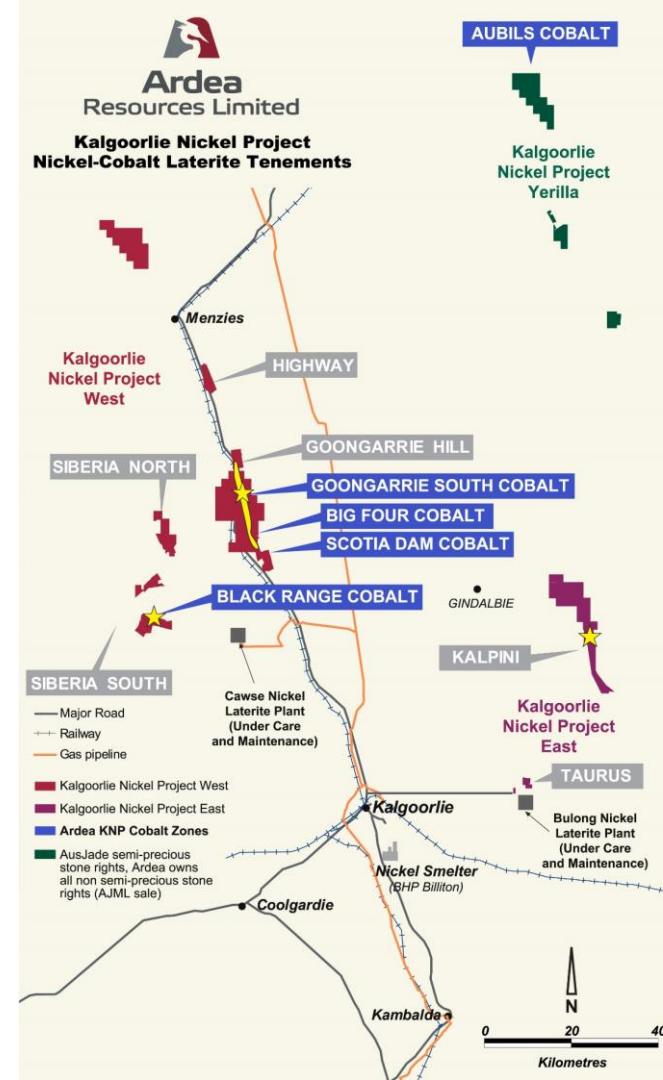 Ardea
Resources Limited
Kalgoorlie Nickel Project
Nickel-Cobalt Laterite Tenements
AUBILS COBALT
Kalgoorlie
Nickel Project
Yerilla
Menzies
Kalgoorlie
Nickel Project
West
HIGHWAY
GOONGARRIE HILL
SIBERIA NORTH
GOONGARRIE SOUTH COBALT
BIG FOUR COBALT
SCOTIA DAM COBALT
BLACK RANGE COBALT
GINDALBIE
KALPINI
SIBERIA SOUTH
Cawse Nickel
Laterite Plant
(Under Care
and Maintenance)
Kalgoorlie
Nickel Project
East
Major Road
Railway
Gas pipeline
Kalgoorlie Nickel Project West
Kalgoorlie Nickel Project East
Ardea KNP Cobalt Zones
AusJade semi-precious
stone rights, Ardea owns
all non semi-precious stone
rights (AJML sale)
TAURUS
Kalgoorlie
Bulong Nickel
Laterite Plant
(Under Care
and Maintenance)
Nickel Smelter
(BHP Billiton)
Coolgardie
Kambalda
N
0 20 40
Kilometres